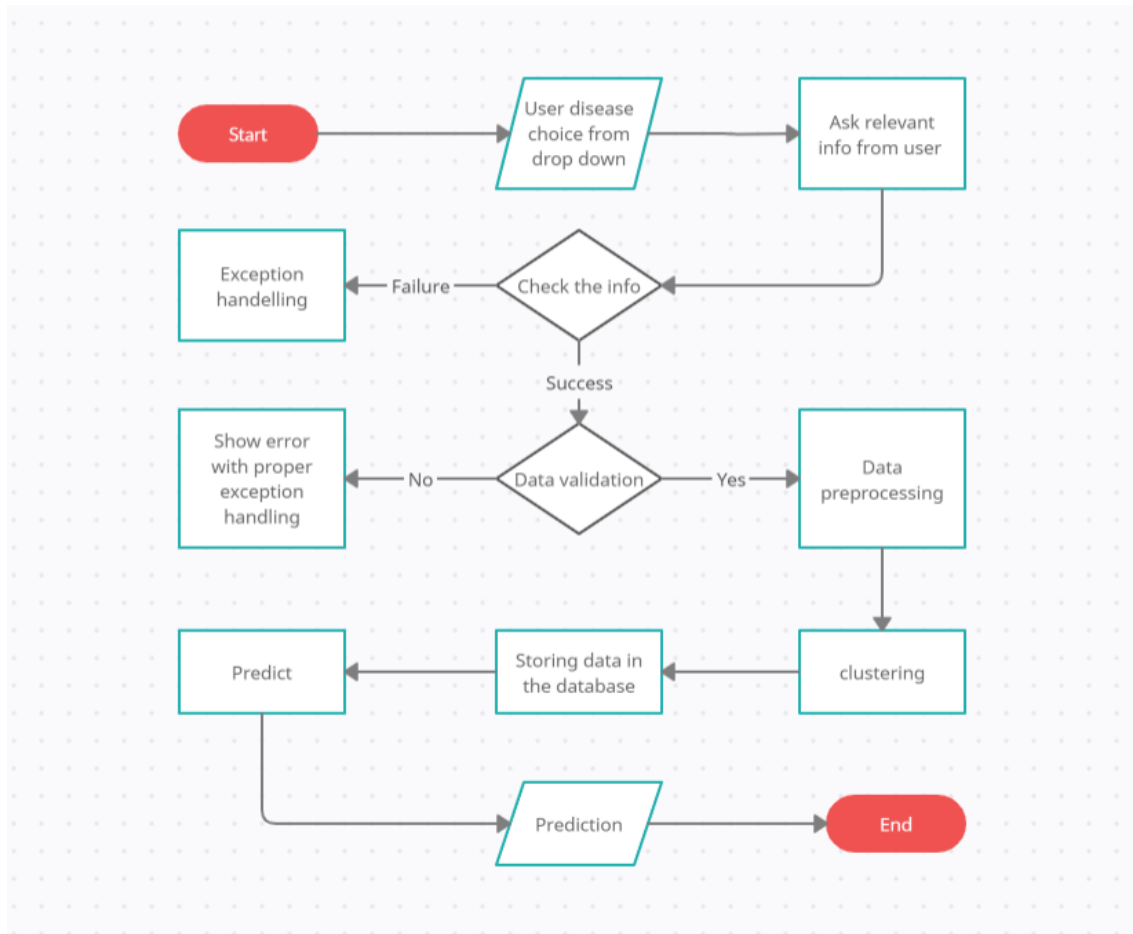 Start
User disease
choice from
drop down
Ask relevant
info from user
Exception
handelling
Failure
Check the info
Success
Show error
with proper
exception
handling
No
Data validation
Yes
Data
preprocessing
Predict
Storing data in
the database
clustering
Prediction
End